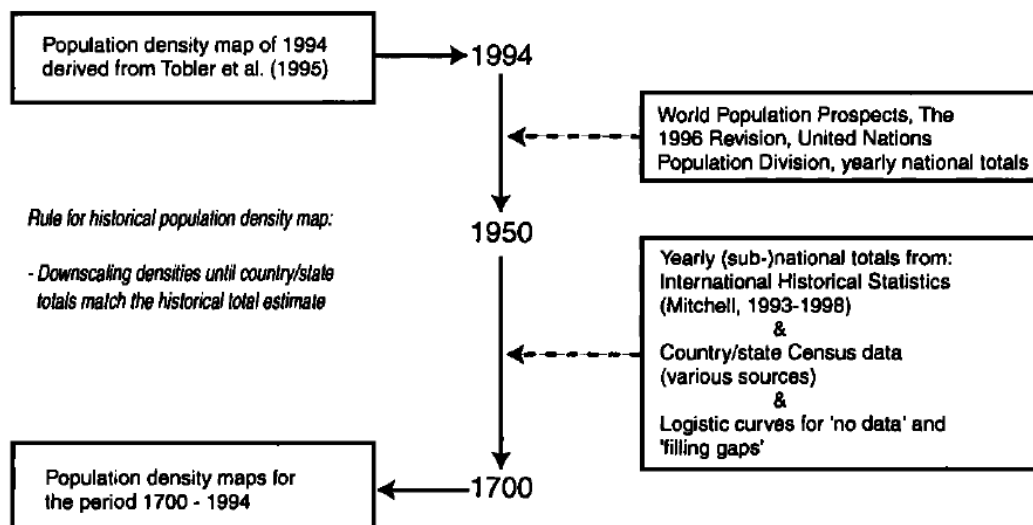 Population density map of 1994
derived from Tobler et al. (1995)
1994
World Population Prospects, The
1996 Revision, United Nations
Population Division, yearly national totals
Rule for historical population density map:
- Downscaling densities until country/state
totals match the historical total estimate
1950
Yearly (sub-)national totals from:
International Historical Statistics
(Mitchell, 1993-1998)
&
Country/state Census data
(various sources)
&
Logistic curves for 'no data' and
'filling gaps'
Population density maps for
the period 1700 - 1994
1700